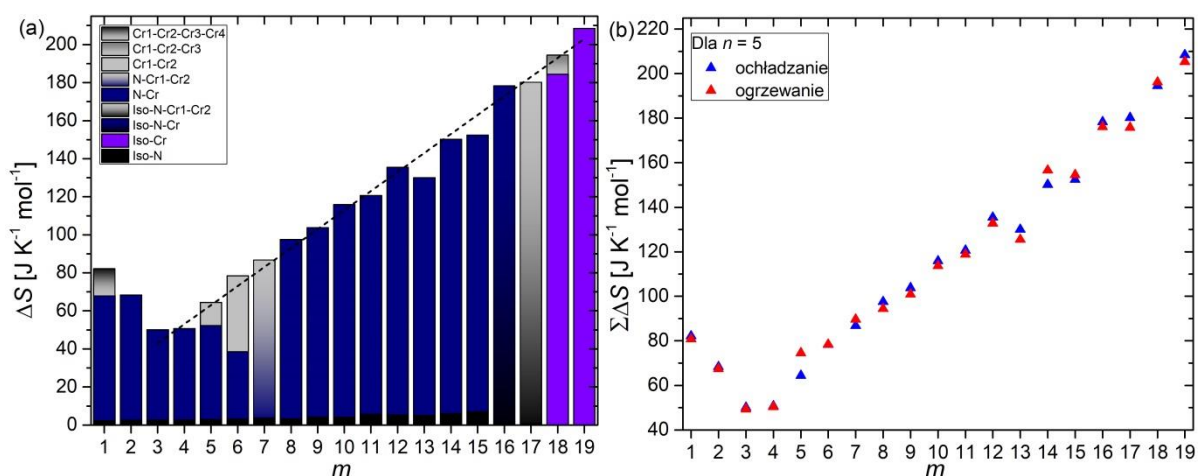 (a)
Cr1-Cr2-Cr3-Cr4
Cr1-Cr2-Cr3
Cr1-Cr2
N-Cr1-Cr2
N-Cr
Iso-N-Cr1-Cr2
Iso-N-Cr
Iso-Cr
Iso-N
ΔS [J K⁻¹ mol⁻¹]
200
180
160
140
120
100
80
60
40
20
0
1 2 3 4 5 6 7 8 9 10 11 12 13 14 15 16 17 18 19
m
(b)
Dla n = 5
ochładzanie
ogrzewanie
ΣΔS [J K⁻¹ mol⁻¹]
220
200
180
160
140
120
100
80
60
40
1 2 3 4 5 6 7 8 9 10 11 12 13 14 15 16 17 18 19
m